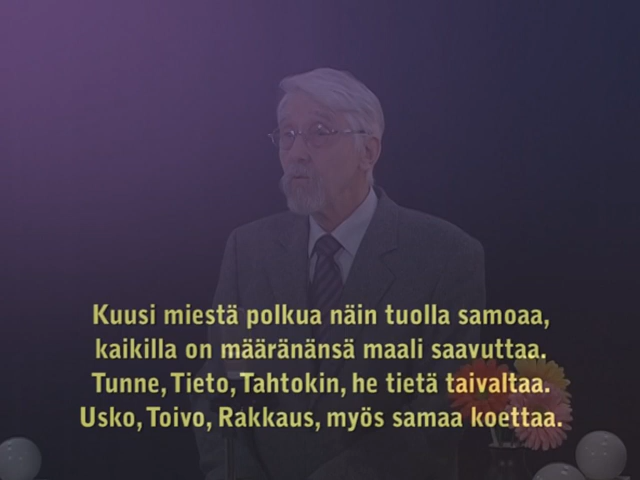 Kuusi miestä polkua näin tuolla samoaa,
kaikilla on määränänsä maali saavuttaa.
Tunne, Tieto, Tahtokin, he tietä taivaltaa.
Usko, Toivo, Rakkaus, myös samaa koettaa.